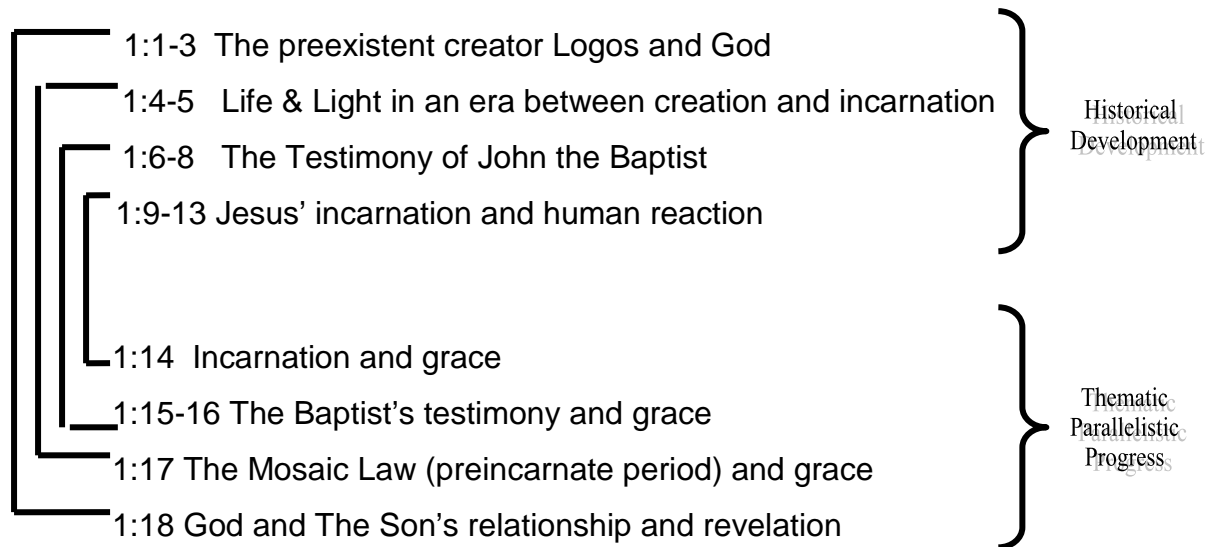 1:1-3 The preexistent creator Logos and God
1:4-5 Life & Light in an era between creation and incarnation
1:6-8 The Testimony of John the Baptist
1:9-13 Jesus’ incarnation and human reaction
Historical
Development
1:14 Incarnation and grace
1:15-16 The Baptist’s testimony and grace
1:17 The Mosaic Law (preincarnate period) and grace
1:18 God and The Son’s relationship and revelation
Thematic
Parallelistic
Progress